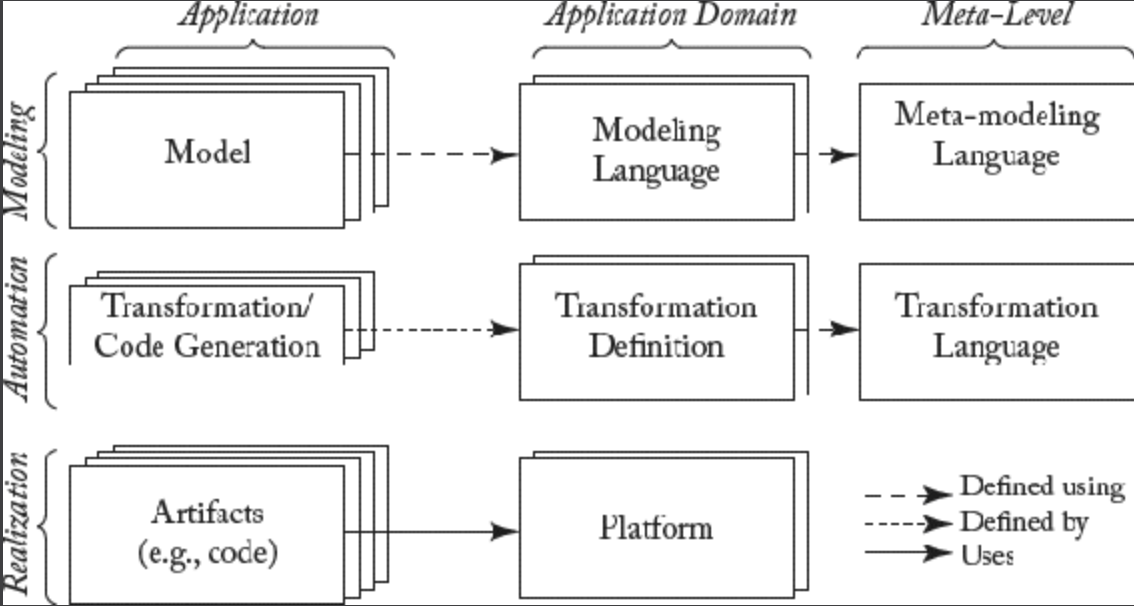 Application
Application Domain
Meta-Level
Modeling
Model
Modeling
Language
Meta-modeling
Language
Automation
Transformation/
Code Generation
Transformation
Definition
Transformation
Language
Realization
Artifacts
(e.g., code)
Platform
Defined using
Defined by
Uses